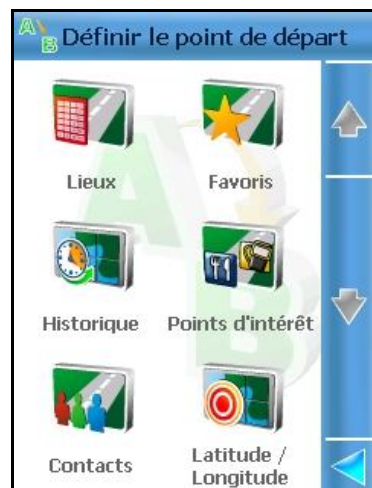 A B Définir le point de départ
Lieux Favoris
Historique Points d'intérêt
Contacts Latitude /
Longitude
A
B